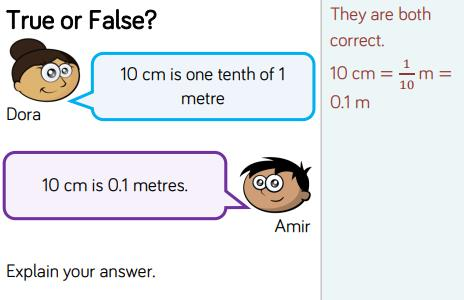 True or False?
10 cm is one tenth of 1
metre
Dora
10 cm is 0.1 metres.
Amir
Explain your answer.
They are both
correct.
10 cm = 1/10 m =
0.1 m